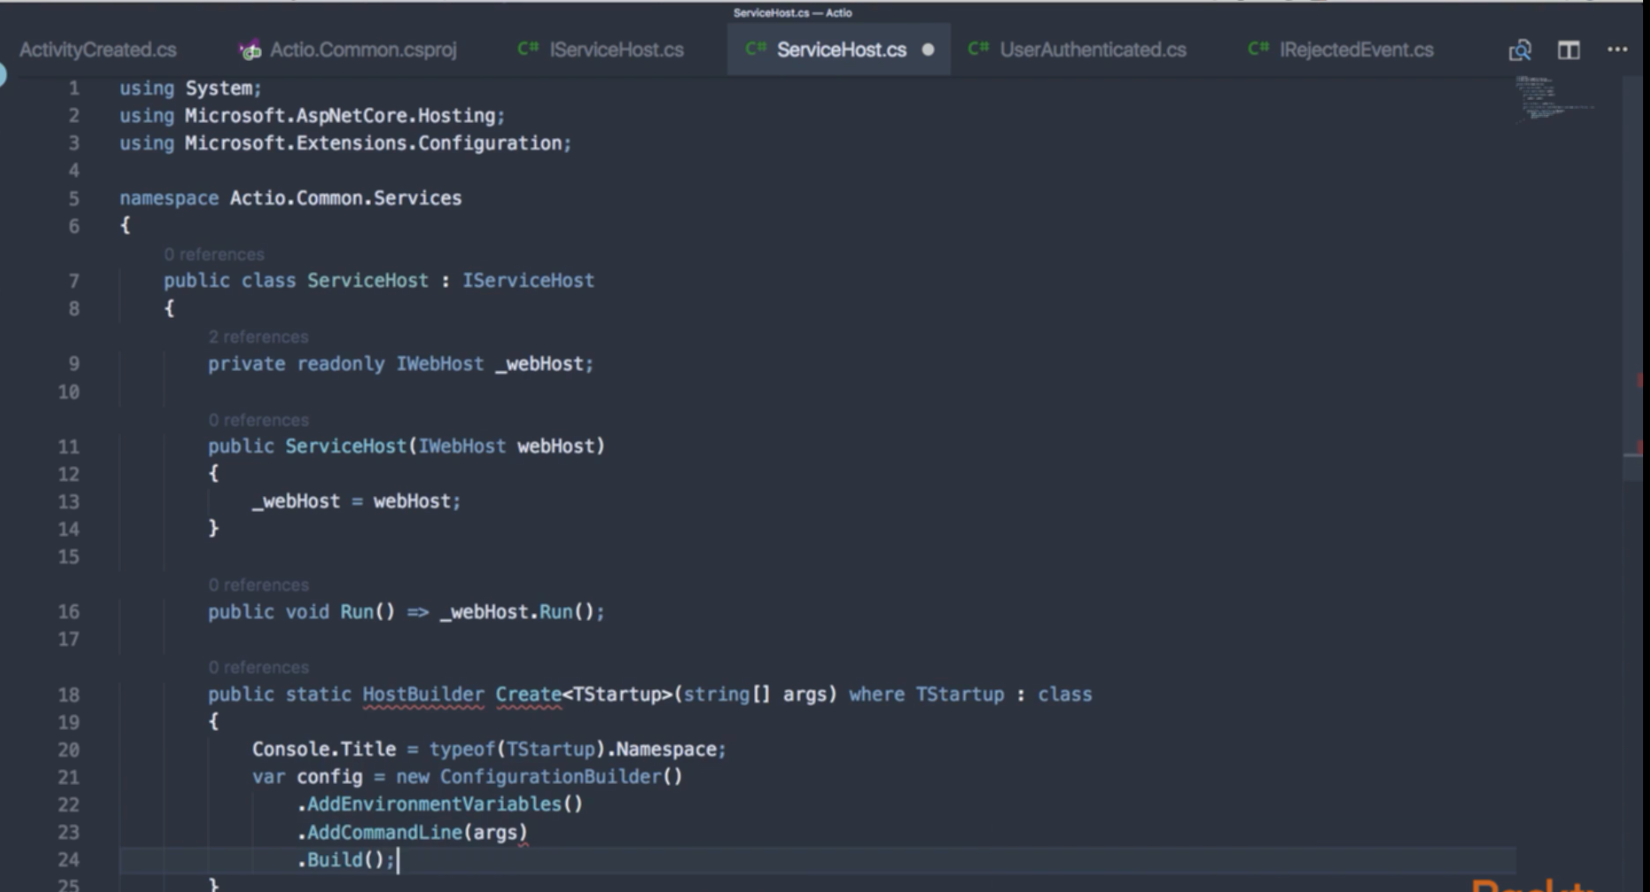 ServiceHost.cs — Actio
ActivityCreated.cs Actio.Common.csproj C# IServiceHost.cs C# ServiceHost.cs C# UserAuthenticated.cs C# IRejectedEvent.cs
1 using System;
2 using Microsoft.AspNetCore.Hosting;
3 using Microsoft.Extensions.Configuration;
4
5 namespace Actio.Common.Services
6 {
0 references
7 public class ServiceHost : IServiceHost
8 {
2 references
9 private readonly IWebHost _webHost;
10
0 references
11 public ServiceHost(IWebHost webHost)
12 {
13 _webHost = webHost;
14 }
15
0 references
16 public void Run() => _webHost.Run();
17
0 references
18 public static HostBuilder Create<TStartup>(string[] args) where TStartup : class
19 {
20 Console.Title = typeof(TStartup).Namespace;
21 var config = new ConfigurationBuilder()
22 .AddEnvironmentVariables()
23 .AddCommandLine(args)
24 .Build();
25 }